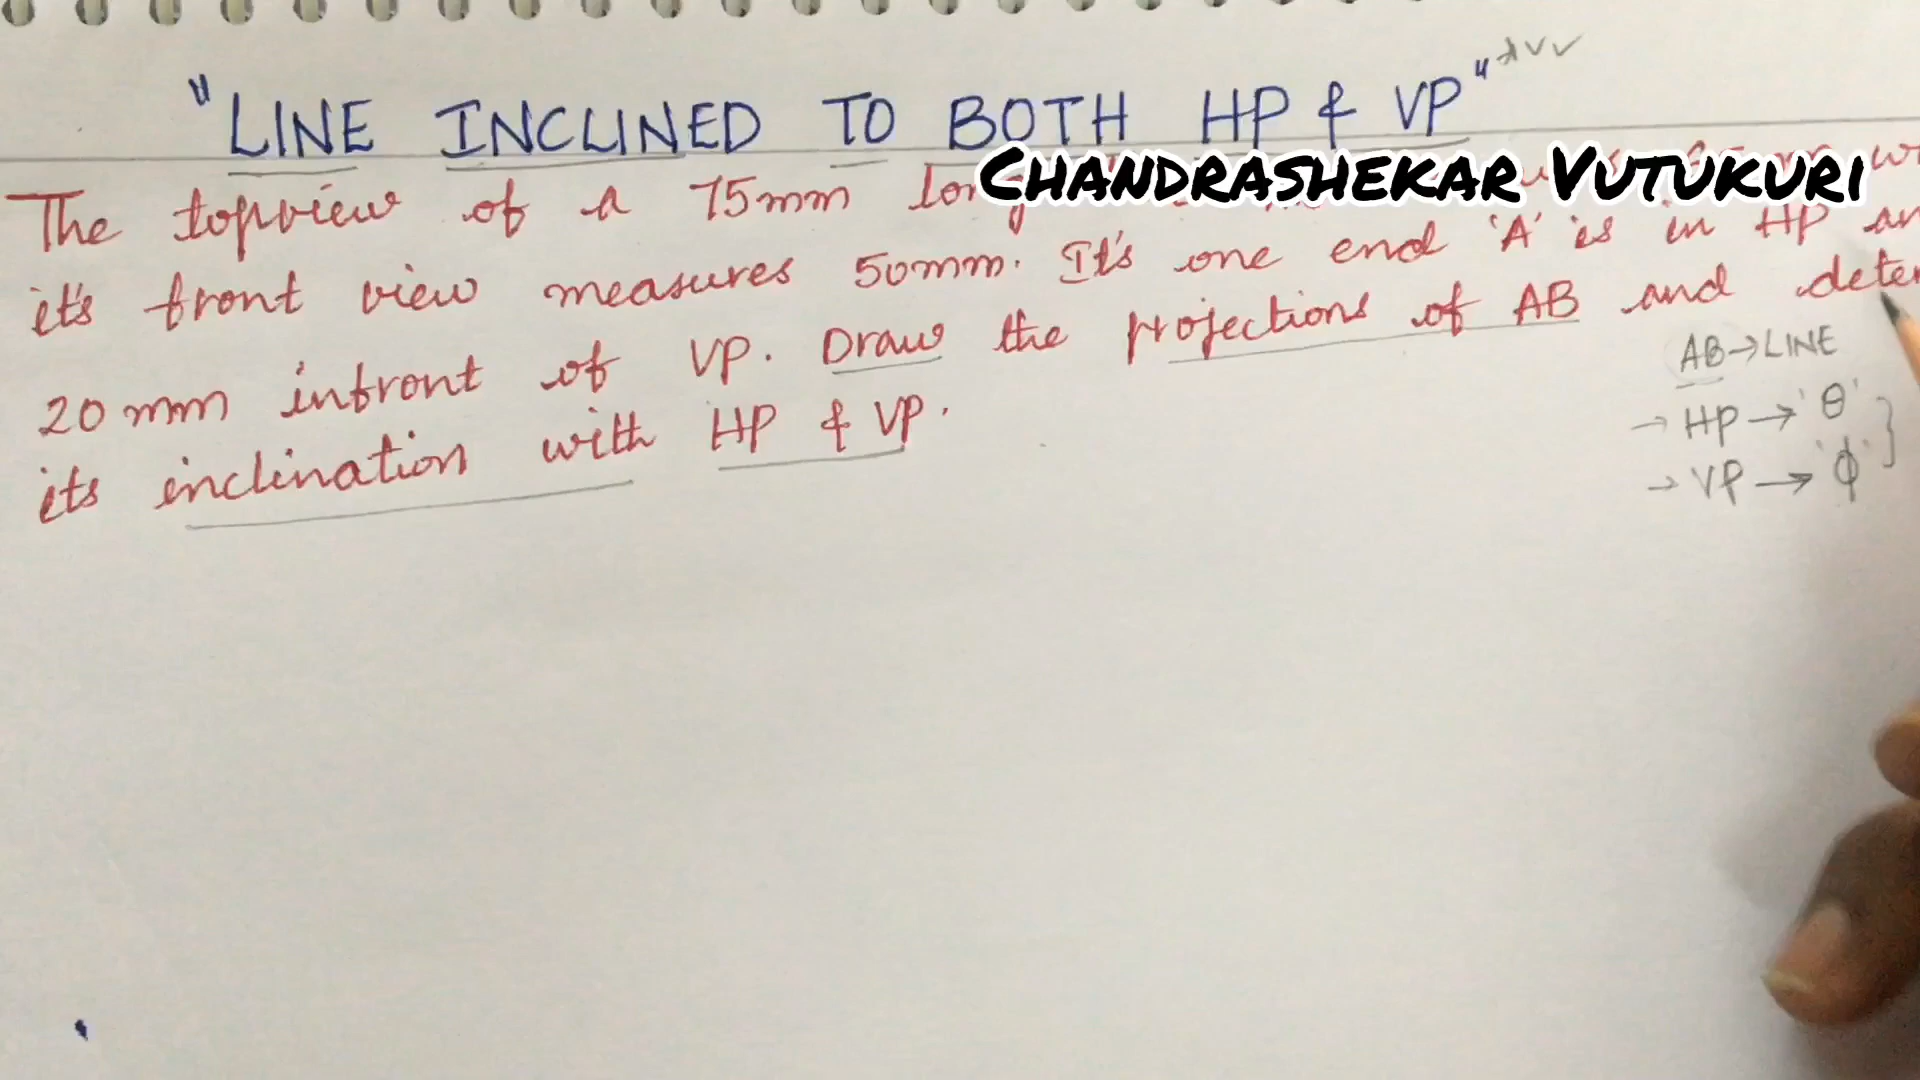 "LINE INCLINED TO BOTH HP & VP"
CHANDRASHEKAR VUTUKURI
The topview of a 75mm long
it's front view measures 50mm. It's one end 'A' is in HP
20mm infront of VP. Draw the projections of AB and
its inclination with HP & VP.
AB→LINE
→ HP → 'θ'
→ VP → 'ϕ'